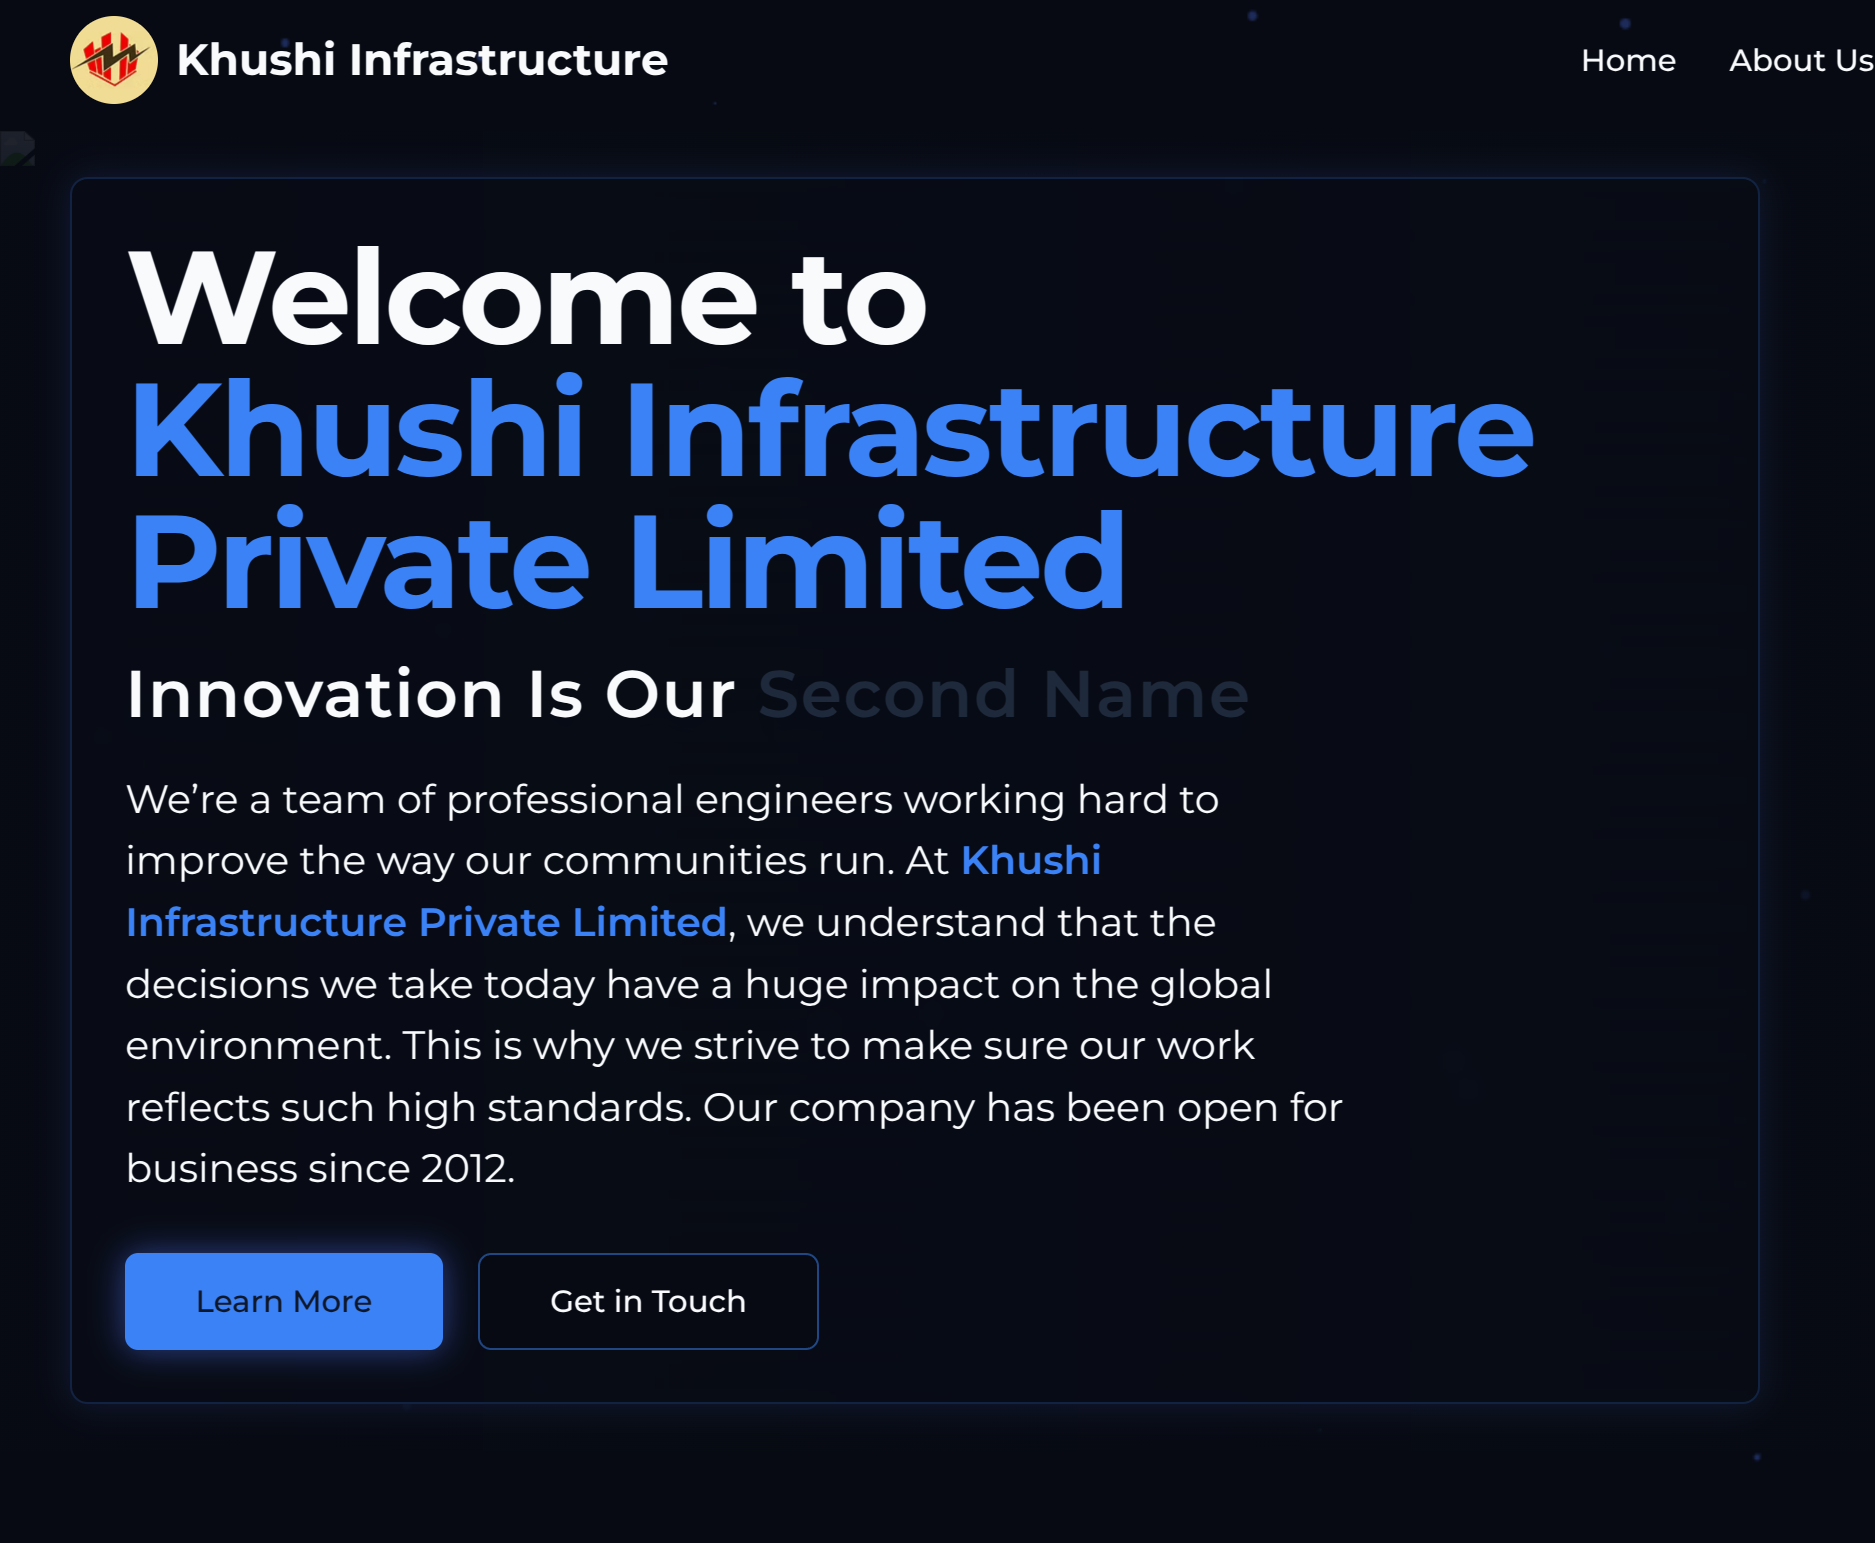 Khushi Infrastructure
Home
About Us
Welcome to
Khushi Infrastructure
Private Limited
Innovation Is Our Second Name
We’re a team of professional engineers working hard to
improve the way our communities run. At Khushi
Infrastructure Private Limited, we understand that the
decisions we take today have a huge impact on the global
environment. This is why we strive to make sure our work
reflects such high standards. Our company has been open for
business since 2012.
Learn More
Get in Touch